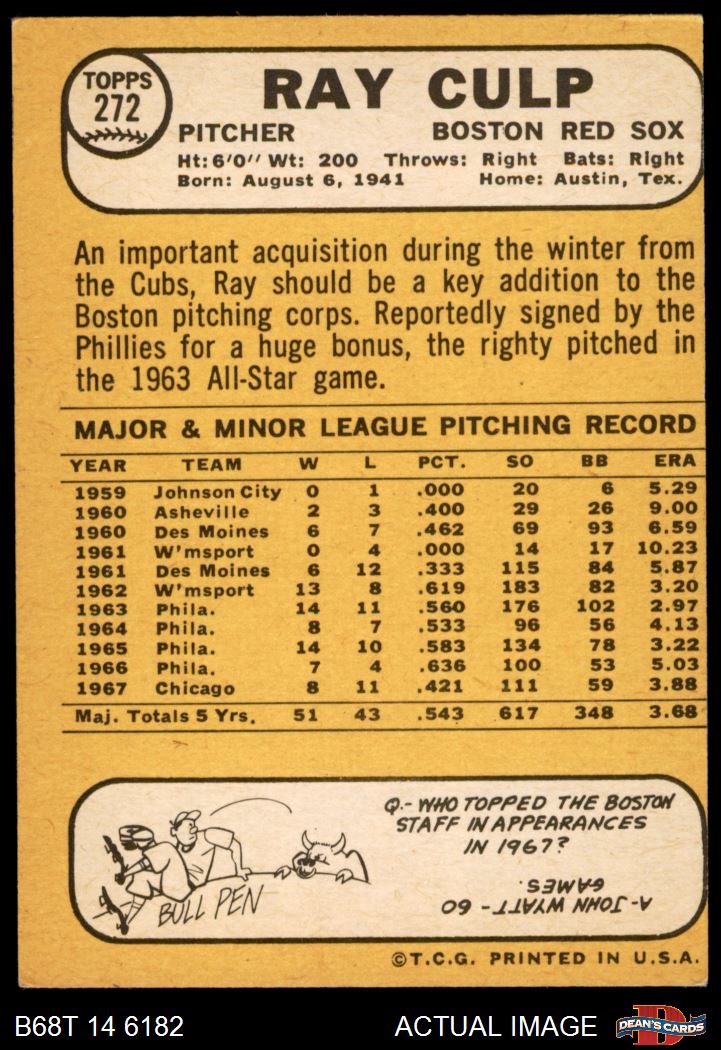 TOPPS
272
RAY CULP
PITCHER BOSTON RED SOX
Ht: 6'0" Wt: 200 Throws: Right Bats: Right
Born: August 6, 1941 Home: Austin, Tex.
An important acquisition during the winter from
the Cubs, Ray should be a key addition to the
Boston pitching corps. Reportedly signed by the
Phillies for a huge bonus, the righty pitched in
the 1963 All-Star game.
MAJOR & MINOR LEAGUE PITCHING RECORD
YEAR TEAM W L PCT. SO BB ERA
1959 Johnson City 0 1 .000 20 6 5.29
1960 Asheville 2 3 .400 29 26 9.00
1960 Des Moines 6 7 .462 69 93 6.59
1961 W'msport 0 4 .000 14 17 10.23
1961 Des Moines 6 12 .333 115 84 5.87
1962 W'msport 13 8 .619 183 82 3.20
1963 Phila. 14 11 .560 176 102 2.97
1964 Phila. 8 7 .533 96 56 4.13
1965 Phila. 14 10 .583 134 78 3.22
1966 Phila. 7 4 .636 100 53 5.03
1967 Chicago 8 11 .421 111 59 3.88
Maj. Totals 5 Yrs. 51 43 .543 617 348 3.68
Q.- WHO TOPPED THE BOSTON
STAFF IN APPEARANCES
IN 1967?
A- JOHN WYATT - 60
GAMES.
BULL PEN
©T.C.G. PRINTED IN U.S.A.
B68T 14 6182 ACTUAL IMAGE
DEAN'S CARDS